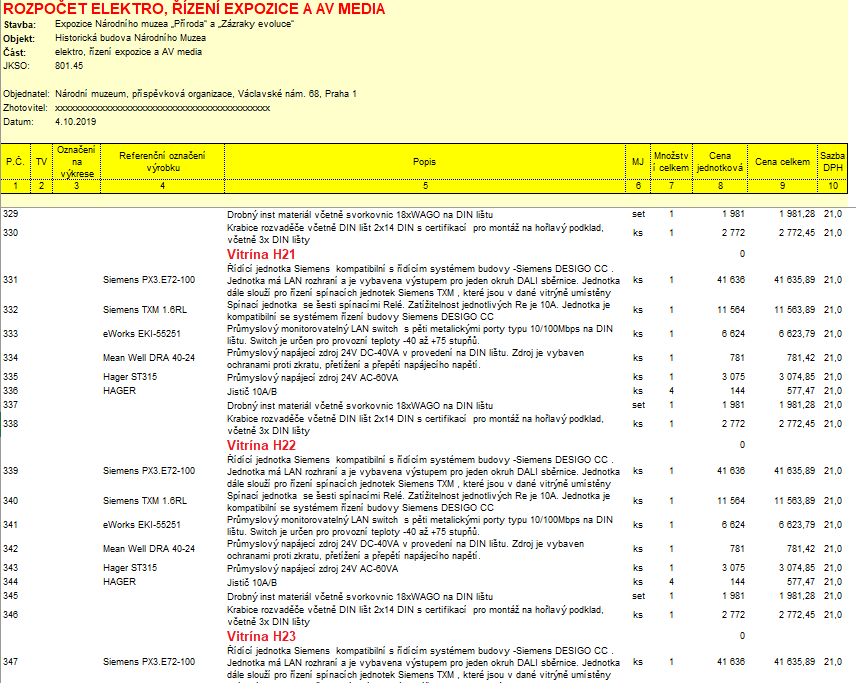 ROZPOČET ELEKTRO, ŘÍZENÍ EXPOZICE A AV MEDIA
Stavba: Expozice Národního muzea „Příroda“ a „Zázraky evoluce“
Objekt: Historická budova Národního Muzea
Část: elektro, řízení expozice a AV media
JKSO: 801.45
Objednatel: Národní muzeum, příspěvková organizace, Václavské nám. 68, Praha 1
Zhotovitel: xxxxxxxxxxxxxxxxxxxxxxxxxxxxxxxxxxxxxxxxxxx
Datum: 4.10.2019
P.Č. TV Označení na výkrese Referenční označení výrobku Popis MJ Množství celkem Cena jednotková Cena celkem Sazba DPH
1 2 3 4 5 6 7 8 9 10
329 Drobný inst materiál včetně svorkovnic 18xWAGO na DIN lištu set 1 1 981 1 981,28 21,0
330 Krabice rozvaděče včetně DIN lišt 2x14 DIN s certifikací pro montáž na hořlavý podklad, ks 1 2 772 2 772,45 21,0
včetně 3x DIN lišty
Vitrína H21 0
Řídící jednotka Siemens kompatibilní s řídícím systémem budovy -Siemens DESIGO CC .
331 Siemens PX3.E72-100 Jednotka má LAN rozhraní a je vybavena výstupem pro jeden okruh DALI sběrnice. Jednotka ks 1 41 636 41 635,89 21,0
dále slouží pro řízení spínacích jednotek Siemens TXM , které jsou v dané vitrýně umístěny
332 Siemens TXM 1.6RL Spínací jednotka se šesti spínacími Relé. Zatížitelnost jednotlivých Re je 10A. Jednotka je ks 1 11 564 11 563,89 21,0
kompatibilní se systémem řízení budovy Siemens DESIGO CC
333 eWorks EKI-55251 Průmyslový monitorovatelný LAN switch s pěti metalickými porty typu 10/100Mbps na DIN ks 1 6 624 6 623,79 21,0
lištu. Switch je určen pro provozní teploty -40 až +75 stupňů.
334 Mean Well DRA 40-24 Průmyslový napájecí zdroj 24V DC-40VA v provedení na DIN lištu. Zdroj je vybaven ks 1 781 781,42 21,0
ochranami proti zkratu, přetížení a přepětí napájecího napětí.
335 Hager ST315 Průmyslový napájecí zdroj 24V AC-60VA ks 1 3 075 3 074,85 21,0
336 HAGER Jistič 10A/B ks 4 144 577,47 21,0
337 Drobný inst materiál včetně svorkovnic 18xWAGO na DIN lištu set 1 1 981 1 981,28 21,0
338 Krabice rozvaděče včetně DIN lišt 2x14 DIN s certifikací pro montáž na hořlavý podklad, ks 1 2 772 2 772,45 21,0
včetně 3x DIN lišty
Vitrína H22 0
Řídící jednotka Siemens kompatibilní s řídícím systémem budovy -Siemens DESIGO CC .
339 Siemens PX3.E72-100 Jednotka má LAN rozhraní a je vybavena výstupem pro jeden okruh DALI sběrnice. Jednotka ks 1 41 636 41 635,89 21,0
dále slouží pro řízení spínacích jednotek Siemens TXM , které jsou v dané vitrýně umístěny
340 Siemens TXM 1.6RL Spínací jednotka se šesti spínacími Relé. Zatížitelnost jednotlivých Re je 10A. Jednotka je ks 1 11 564 11 563,89 21,0
kompatibilní se systémem řízení budovy Siemens DESIGO CC
341 eWorks EKI-55251 Průmyslový monitorovatelný LAN switch s pěti metalickými porty typu 10/100Mbps na DIN ks 1 6 624 6 623,79 21,0
lištu. Switch je určen pro provozní teploty -40 až +75 stupňů.
342 Mean Well DRA 40-24 Průmyslový napájecí zdroj 24V DC-40VA v provedení na DIN lištu. Zdroj je vybaven ks 1 781 781,42 21,0
ochranami proti zkratu, přetížení a přepětí napájecího napětí.
343 Hager ST315 Průmyslový napájecí zdroj 24V AC-60VA ks 1 3 075 3 074,85 21,0
344 HAGER Jistič 10A/B ks 4 144 577,47 21,0
345 Drobný inst materiál včetně svorkovnic 18xWAGO na DIN lištu set 1 1 981 1 981,28 21,0
346 Krabice rozvaděče včetně DIN lišt 2x14 DIN s certifikací pro montáž na hořlavý podklad, ks 1 2 772 2 772,45 21,0
včetně 3x DIN lišty
Vitrína H23 0
Řídící jednotka Siemens kompatibilní s řídícím systémem budovy -Siemens DESIGO CC .
347 Siemens PX3.E72-100 Jednotka má LAN rozhraní a je vybavena výstupem pro jeden okruh DALI sběrnice. Jednotka ks 1 41 636 41 635,89 21,0
dále slouží pro řízení spínacích jednotek Siemens TXM , které jsou v dané vitrýně umístěny